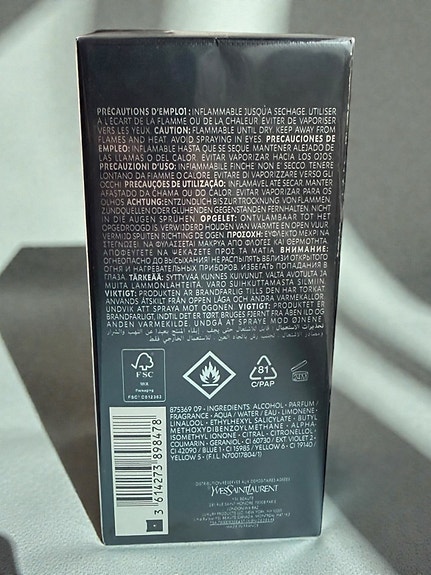 PRÉCAUTIONS D'EMPLOI: INFLAMMABLE JUSQU'A SECHAGE. UTILISER
A L'ÉCART DE LA FLAMME OU DE LA CHALEUR. ÉVITER DE VAPORISER
VERS LES YEUX. CAUTION: FLAMMABLE UNTIL DRY. KEEP AWAY FROM
FLAMES AND HEAT. AVOID SPRAYING IN EYES. PRECAUCIONES DE
EMPLEO: INFLAMABLE HASTA QUE SE SEQUE. MANTENER ALEJADO DE
LAS LLAMAS O DEL CALOR. EVITAR VAPORIZAR HACIA LOS OJOS.
PRECAUZIONI D'USO: INFIAMMABILE FINCHE NON E' SECCO. TENERE
LONTANO DA FIAMME O CALORE. EVITARE DI VAPORIZZARE VERSO GLI
OCCHI. PRECAUÇÕES DE UTILIZAÇÃO: INFLAMÁVEL ATÉ SECAR. MANTER
AFASTADO DA CHAMA OU DO CALOR. EVITAR VAPORIZAR PARA OS
OLHOS. ACHTUNG: ENTZÜNDLICH BIS ZUR TROCKNUNG. VON FLAMMEN,
ZÜNDQUELLEN ODER GLÜHENDEN GEGENSTÄNDEN FERNHALTEN. NICHT
IN DIE AUGEN SPRÜHEN. OPGELET: ONTVLAMBAAR TOT HET
OPGEDROOGD IS. VERWIJDERD HOUDEN VAN WARMTE EN OPEN VUUR.
VERMIJD SPUITEN RICHTING DE OGEN. ΠΡΟΣΟΧΗ: ΕΥΦΛΕΚΤΟ ΜΕΧΡΙ ΝΑ
ΣΤΕΓΝΩΣΕΙ. ΝΑ ΦΥΛΑΣΣΕΤΑΙ ΜΑΚΡΥΑ ΑΠΟ ΦΛΟΓΕΣ ΚΑΙ ΘΕΡΜΟΤΗΤΑ.
ΑΠΟΦΕΥΓΕΤΕ ΝΑ ΨΕΚΑΖΕΤΕ ΠΡΟΣ ΤΑ ΜΑΤΙΑ. ВНИМАНИЕ:
ОГНЕОПАСНО ДО ВЫСЫХАНИЯ. НЕ РАСПЫЛЯТЬ ВБЛИЗИ ОТКРЫТОГО
ОГНЯ И НАГРЕВАТЕЛЬНЫХ ПРИБОРОВ. ИЗБЕГАТЬ ПОПАДАНИЯ В
ГЛАЗА. TÄRKEÄÄ: SYTTYVÄÄ KUNNES KUIVUNUT. VÄLTÄ AVOTULTA JA
MUITA LÄMMONLÄHTEITÄ. VARO SUIHKUTTAMASTA SILMIIN.
VIKTIGT: PRODUKTEN ÄR BRANDFARLIG TILLS DEN HAR TORKAT.
ANVÄNDS ÅTSKILT FRÅN ÖPPEN LÅGA OCH ANDRA VÄRMEKÄLLOR.
UNDVIK ATT SPRAYA MOT ÖGONEN. VIGTIGT: PRODUKTET ER
BRANDFARLIGT, INDTIL DET ER TØRT. BRUGES FJERNT FRA ÅBEN ILD OG
ANDEN VARMEKILDE. UNDGÅ AT SPRAYE MOD ØJNENE.
FSC
MIX
FSC® C012363
81
C/PAP
B75369 09 - INGREDIENTS: ALCOHOL - PARFUM /
FRAGRANCE - AQUA / WATER / EAU - LIMONENE -
LINALOOL - ETHYLHEXYL SALICYLATE - BUTYL
METHOXYDIBENZOYLMETHANE - ALPHA-
ISOMETHYL IONONE - CITRAL - CITRONELLOL -
COUMARIN - GERANIOL - CI 60730 / EXT. VIOLET 2 -
CI 42090 / BLUE 1 - CI 15985 / YELLOW 6 - CI 19140 /
YELLOW 5 - (F.I.L. N70017804/1)
3 614273 898478
YVES SAINT LAURENT
YSL BEAUTÉ